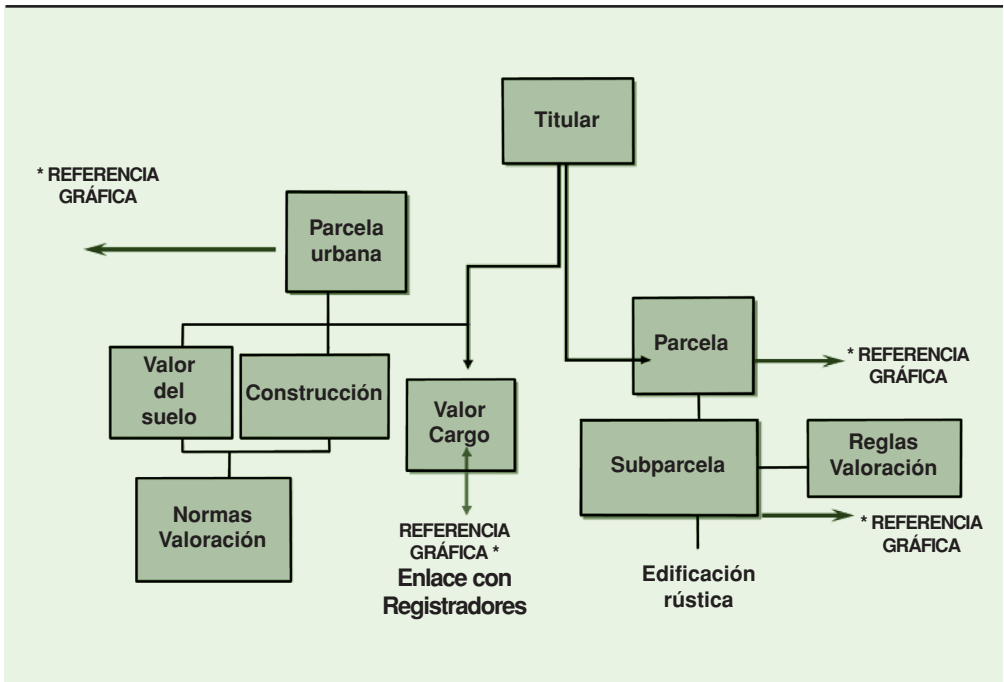 Titular
* REFERENCIA
GRÁFICA
Parcela
urbana
Valor
del
suelo
Construcción
Valor
Cargo
Normas
Valoración
REFERENCIA
GRÁFICA *
Enlace con
Registradores
Parcela
* REFERENCIA
GRÁFICA
Subparcela
Reglas
Valoración
* REFERENCIA
GRÁFICA
Edificación
rústica